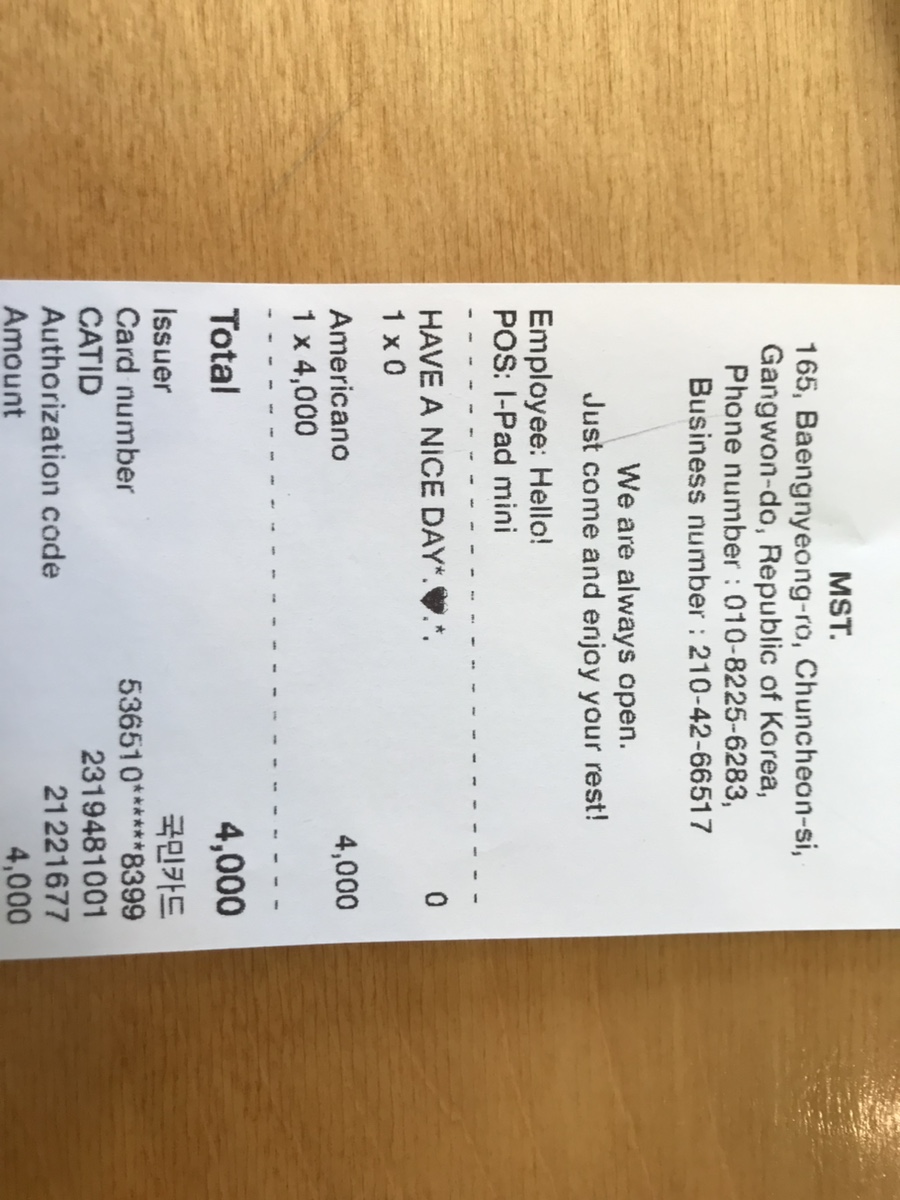 MST.
165, Baengnyeong-ro, Chuncheon-si,
Gangwon-do, Republic of Korea,
Phone number : 010-8225-6283,
Business number : 210-42-66517
We are always open.
Just come and enjoy your rest!
Employee: Hello!
POS: I-Pad mini
- - - - - - - - - - - - - - - - - - - - - - - - - - - - - -
HAVE A NICE DAY*.♥.*. 0
1 x 0
Americano 4,000
1 x 4,000
- - - - - - - - - - - - - - - - - - - - - - - - - - - - - -
Total 4,000
Issuer 국민카드
Card number 536510******8399
CATID 2319481001
Authorization code 21221677
Amount 4,000